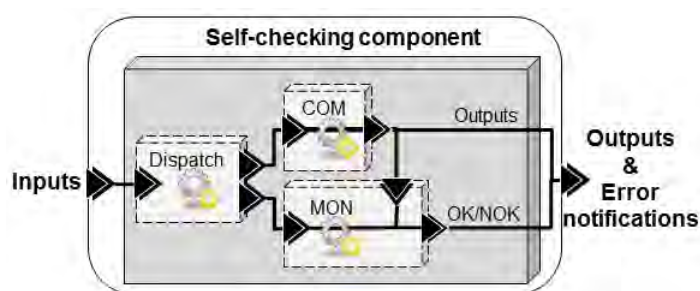 Self-checking component
COM
Outputs
Dispatch
Inputs
MON
OK/NOK
Outputs
&
Error
notifications